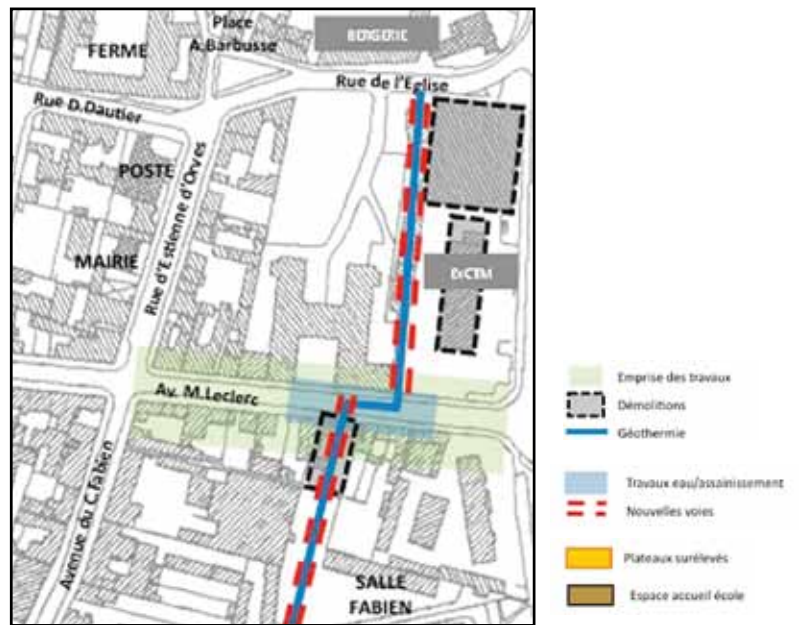 Place
A.Barbusse
BERGERIE
FERME
Rue de l'Eglise
Rue D.Dautier
POSTE
Rue d'Estienne d'Orves
MAIRIE
ExCTM
Av. M.Leclerc
Avenue du C.Fabien
SALLE
FABIEN
Emprise des travaux
Démolitions
Géothermie
Travaux eau/assainissement
Nouvelles voies
Plateaux surélevés
Espace accueil école